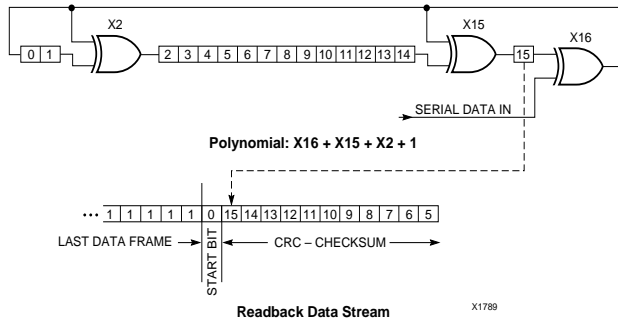 X2
X15
X16
0 1
2 3 4 5 6 7 8 9 10 11 12 13 14
15
SERIAL DATA IN
Polynomial: X16 + X15 + X2 + 1
••• 1 1 1 1 1 0 15 14 13 12 11 10 9 8 7 6 5
LAST DATA FRAME
START BIT
CRC – CHECKSUM
Readback Data Stream
X1789